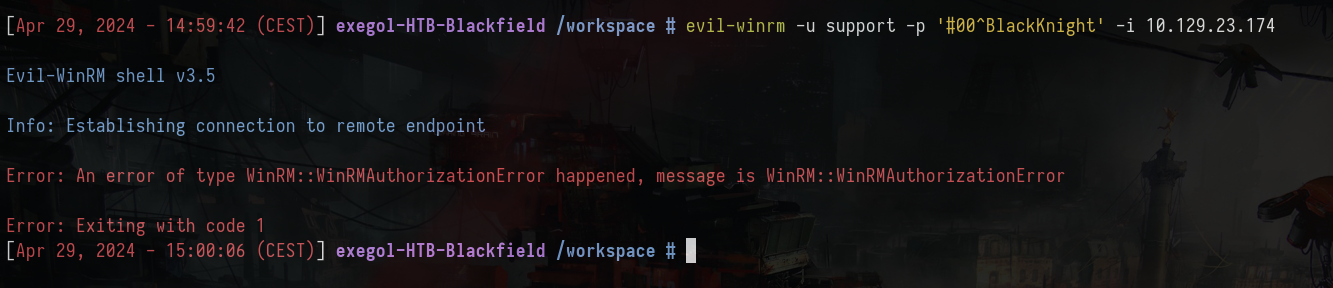 [Apr 29, 2024 - 14:59:42 (CEST)] exegol-HTB-Blackfield /workspace # evil-winrm -u support -p '#00^BlackKnight' -i 10.129.23.174
Evil-WinRM shell v3.5
Info: Establishing connection to remote endpoint
Error: An error of type WinRM::WinRMAuthorizationError happened, message is WinRM::WinRMAuthorizationError
Error: Exiting with code 1
[Apr 29, 2024 - 15:00:06 (CEST)] exegol-HTB-Blackfield /workspace #